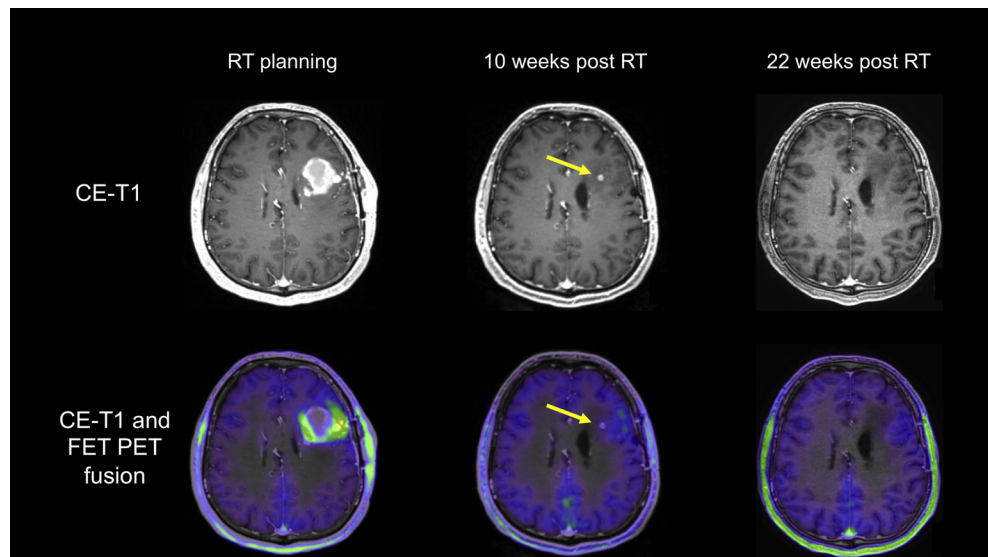 RT planning
10 weeks post RT
22 weeks post RT
CE-T1
CE-T1 and
FET PET
fusion